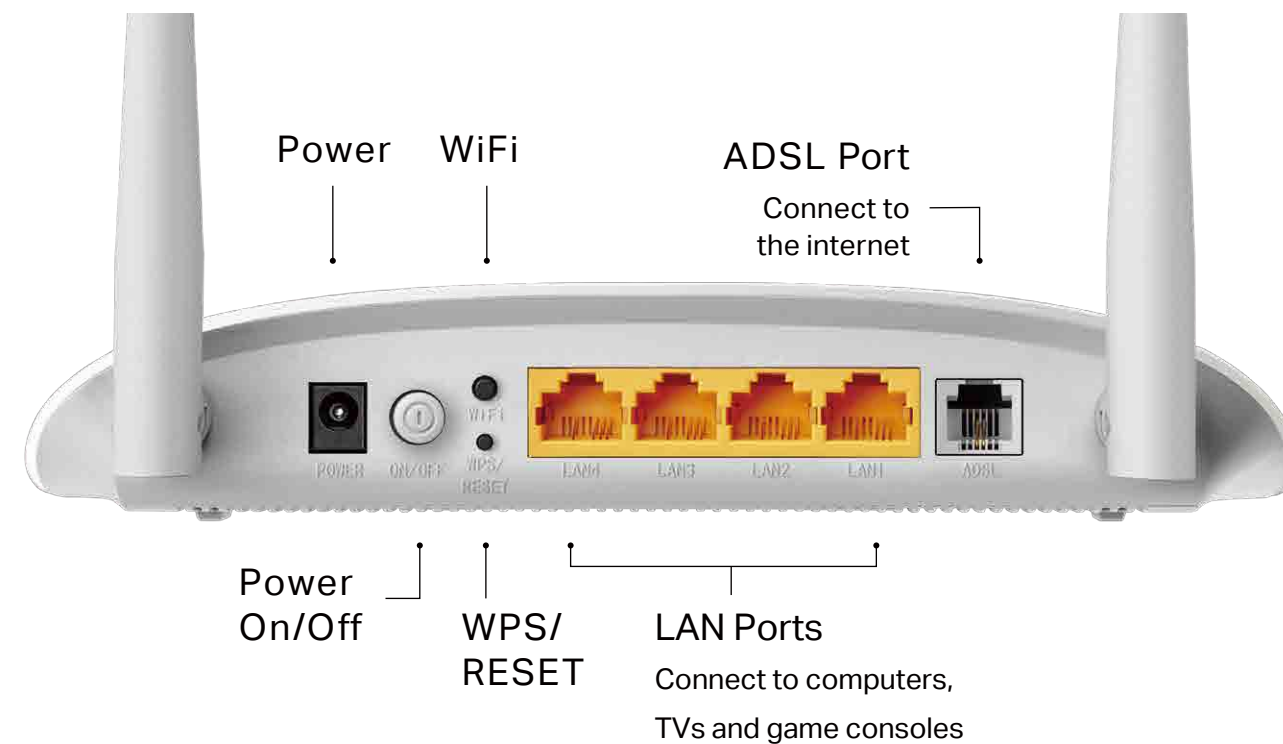 Power
WiFi
ADSL Port
Connect to
the internet
WiFi
POWER
ON/OFF
WPS/
RESET
LAN4
LAN3
LAN2
LAN1
ADSL
Power
On/Off
WPS/
RESET
LAN Ports
Connect to computers,
TVs and game consoles